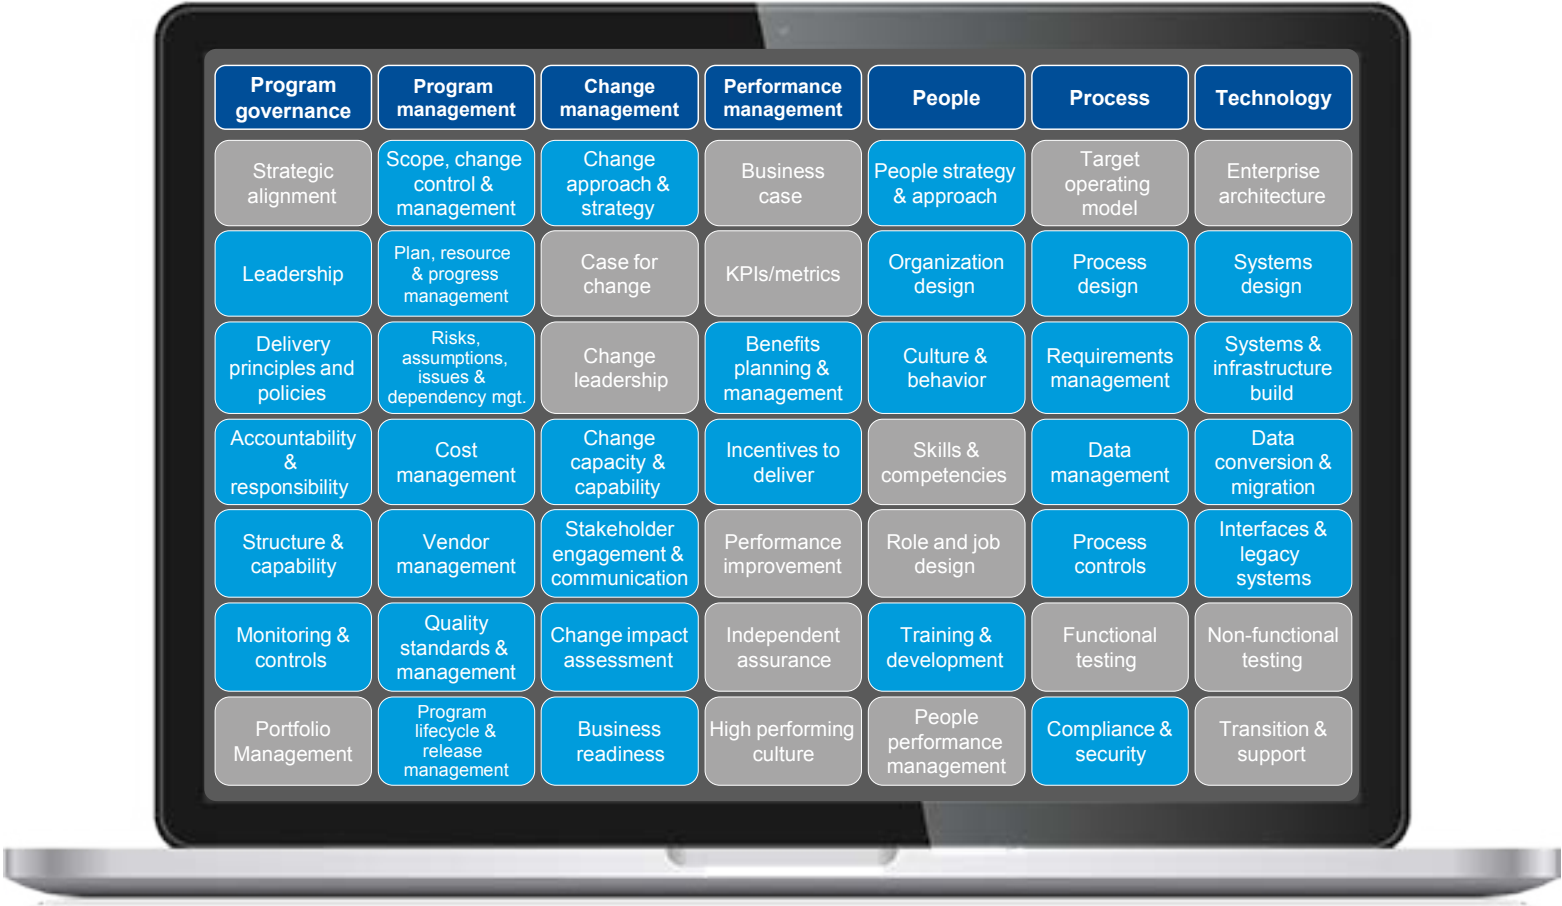 Program
governance
Program
management
Change
management
Performance
management
People
Process
Technology
Strategic
alignment
Scope, change
control &
management
Change
approach &
strategy
Business
case
People strategy
& approach
Target
operating
model
Enterprise
architecture
Leadership
Plan, resource
& progress
management
Case for
change
KPIs/metrics
Organization
design
Process
design
Systems
design
Delivery
principles and
policies
Risks,
assumptions,
issues &
dependency mgt.
Change
leadership
Benefits
planning &
management
Culture &
behavior
Requirements
management
Systems &
infrastructure
build
Accountability
&
responsibility
Cost
management
Change
capacity &
capability
Incentives to
deliver
Skills &
competencies
Data
management
Data
conversion &
migration
Structure &
capability
Vendor
management
Stakeholder
engagement &
communication
Performance
improvement
Role and job
design
Process
controls
Interfaces &
legacy
systems
Monitoring &
controls
Quality
standards &
management
Change impact
assessment
Independent
assurance
Training &
development
Functional
testing
Non-functional
testing
Portfolio
Management
Program
lifecycle &
release
management
Business
readiness
High performing
culture
People
performance
management
Compliance &
security
Transition &
support